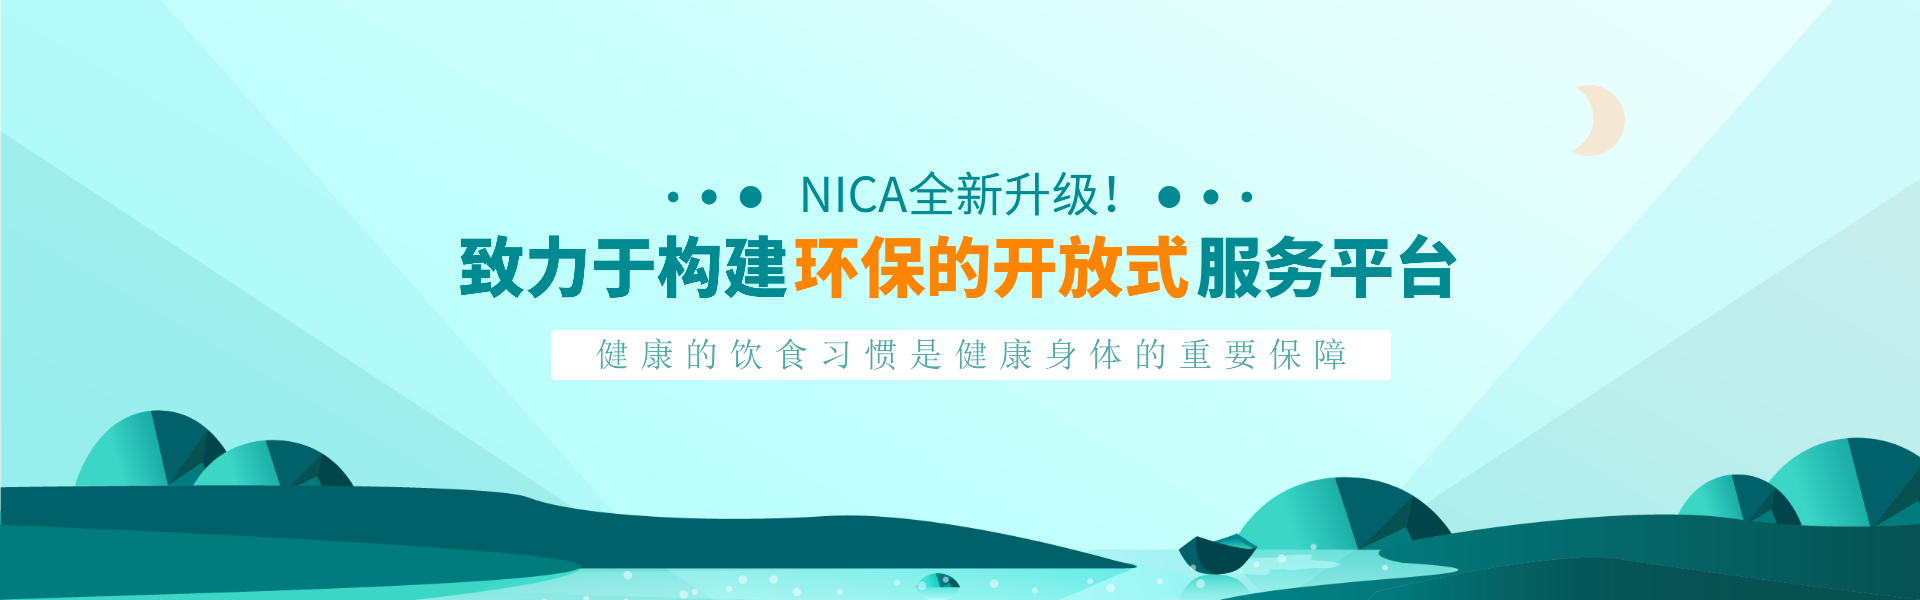 NICA全新升级！
致力于构建环保的开放式服务平台
健康的饮食习惯是健康身体的重要保障